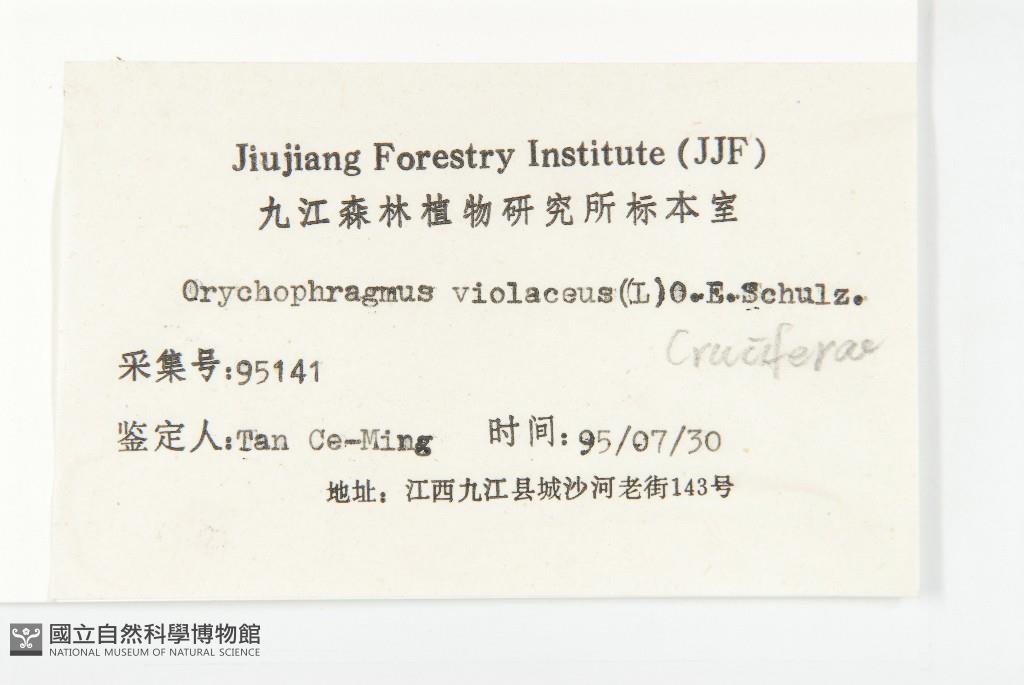 Jiujiang Forestry Institute (JJF)
九江森林植物研究所标本室
Orychophragmus violaceus(L)O.E.Schulz.
Cruciferae
采集号:95141
鉴定人:Tan Ce-Ming 时间:95/07/30
地址:江西九江县城沙河老街143号
國立自然科學博物館
NATIONAL MUSEUM OF NATURAL SCIENCE